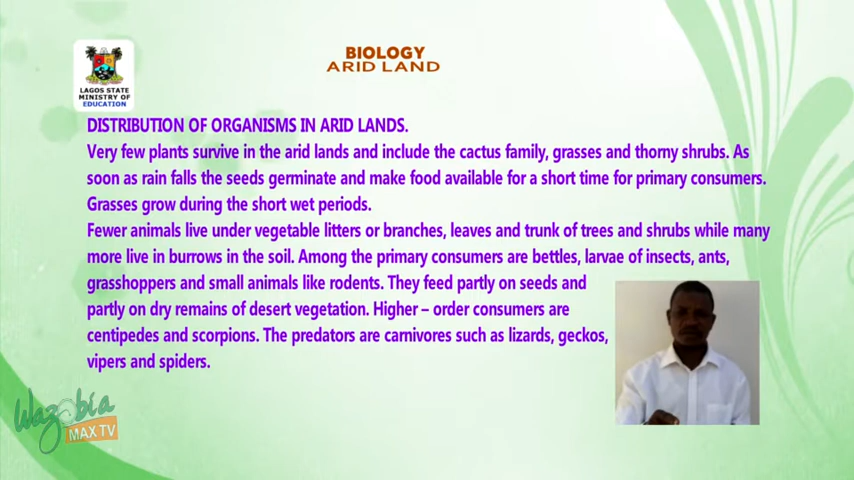 BIOLOGY
ARID LAND
LAGOS STATE
MINISTRY OF
EDUCATION
DISTRIBUTION OF ORGANISMS IN ARID LANDS.
Very few plants survive in the arid lands and include the cactus family, grasses and thorny shrubs. As
soon as rain falls the seeds germinate and make food available for a short time for primary consumers.
Grasses grow during the short wet periods.
Fewer animals live under vegetable litters or branches, leaves and trunk of trees and shrubs while many
more live in burrows in the soil. Among the primary consumers are bettles, larvae of insects, ants,
grasshoppers and small animals like rodents. They feed partly on seeds and
partly on dry remains of desert vegetation. Higher – order consumers are
centipedes and scorpions. The predators are carnivores such as lizards, geckos,
vipers and spiders.
Wazobia
MAX TV